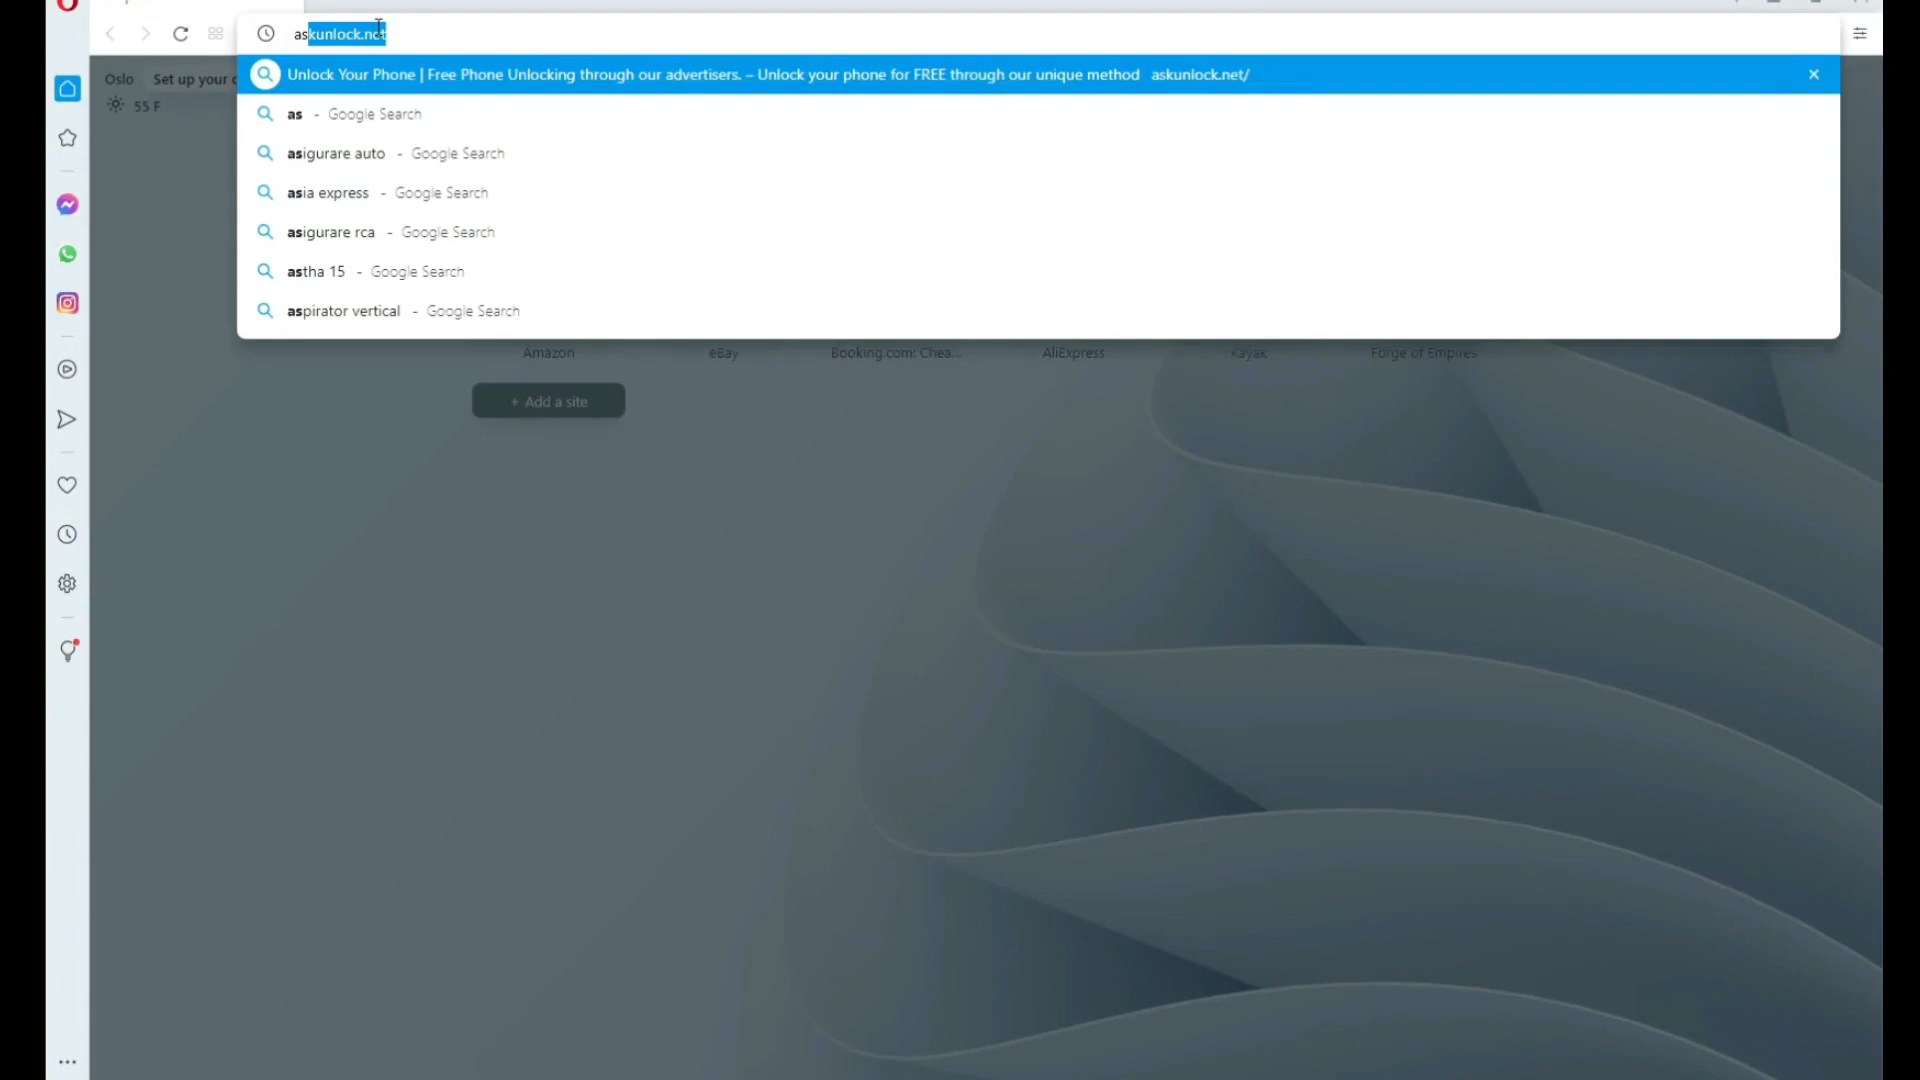 askunlock.net
Unlock Your Phone | Free Phone Unlocking through our advertisers. – Unlock your phone for FREE through our unique method askunlock.net/
Oslo Set up your
55 F
as - Google Search
asigurare auto - Google Search
asia express - Google Search
asigurare rca - Google Search
astha 15 - Google Search
aspirator vertical - Google Search
Amazon eBay Booking.com: Chea... AliExpress Kayak Forge of Empires
+ Add a site